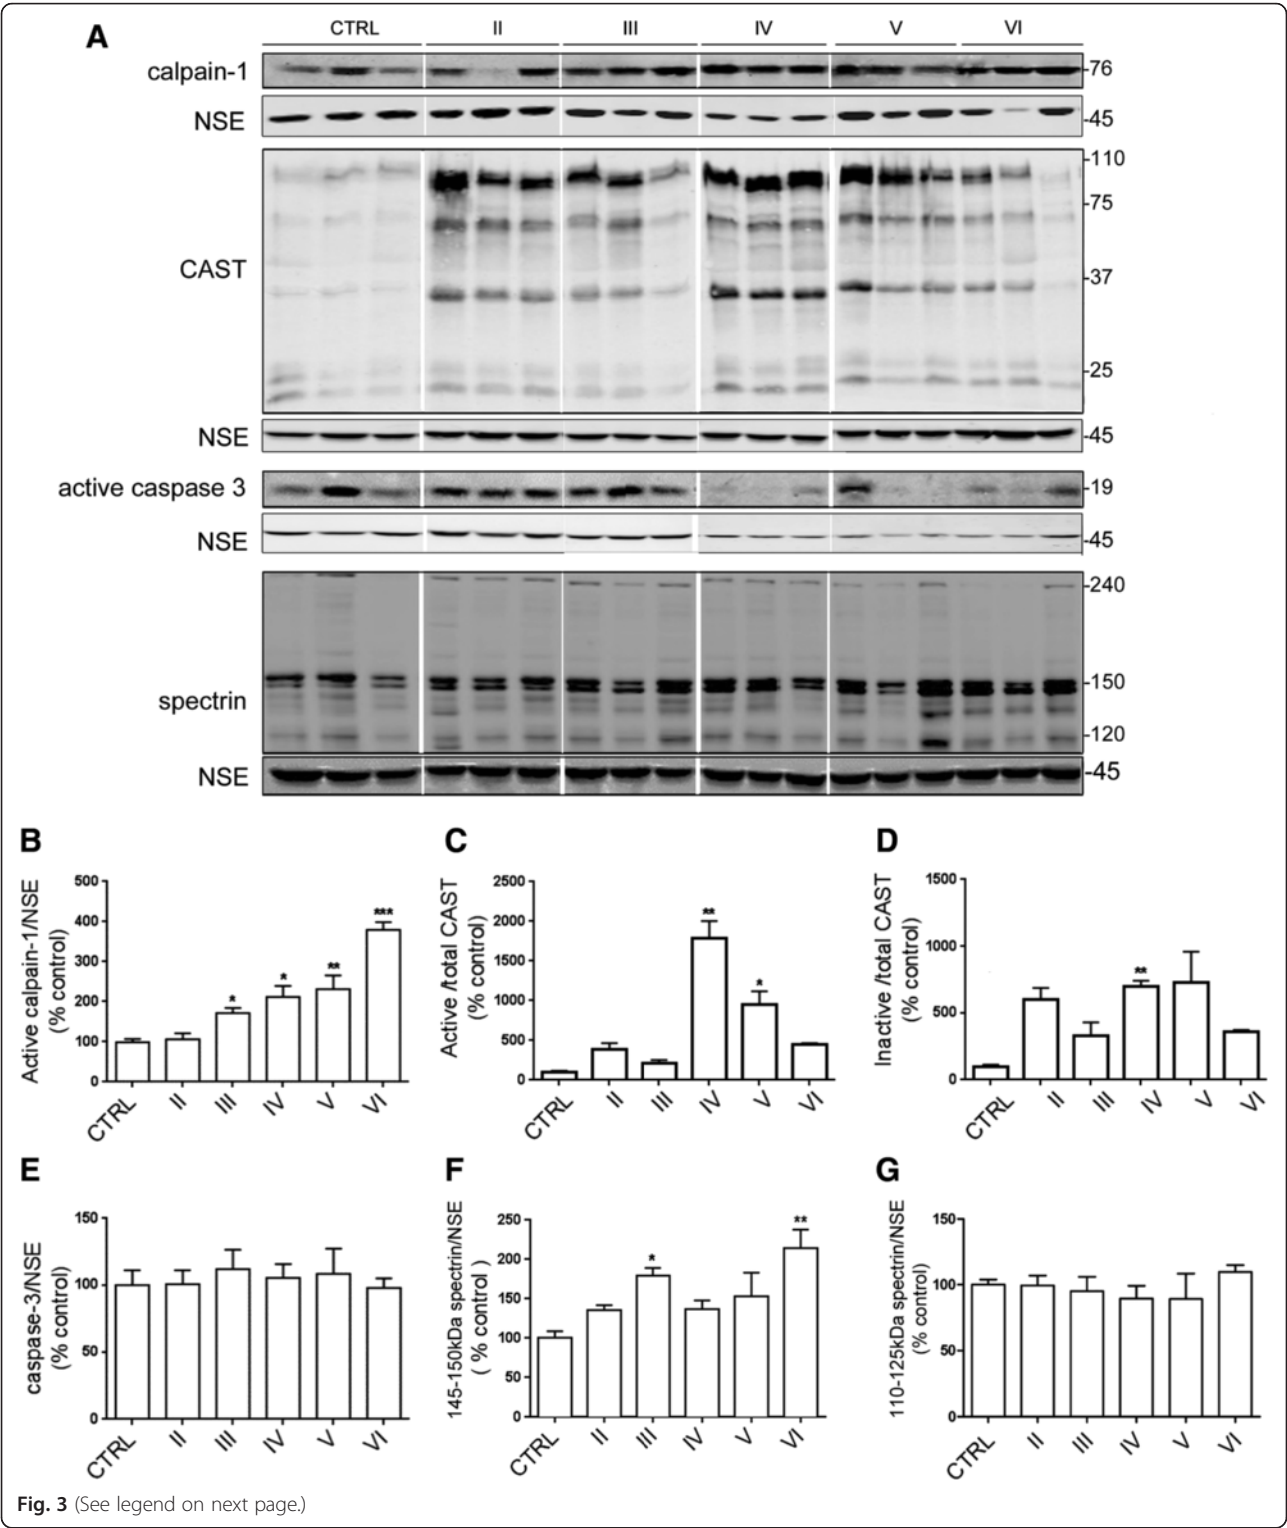 A
CTRL II III IV V VI
calpain-1 -76
NSE -45
CAST -110
-75
-37
-25
NSE -45
active caspase 3 -19
NSE -45
spectrin -240
-150
-120
NSE -45
B
Active calpain-1/NSE
(% control)
500
400
300
200
100
0
* * ** ***
CTRL II III IV V VI
C
Active /total CAST
(% control)
2500
2000
1500
1000
500
0
** *
CTRL II III IV V VI
D
Inactive /total CAST
(% control)
1500
1000
500
0
**
CTRL II III IV V VI
E
caspase-3/NSE
(% control)
150
100
50
0
CTRL II III IV V VI
F
145-150kDa spectrin/NSE
( % control )
250
200
150
100
50
0
* **
CTRL II III IV V VI
G
110-125kDa spectrin/NSE
(% control)
150
100
50
0
CTRL II III IV V VI
Fig. 3 (See legend on next page.)